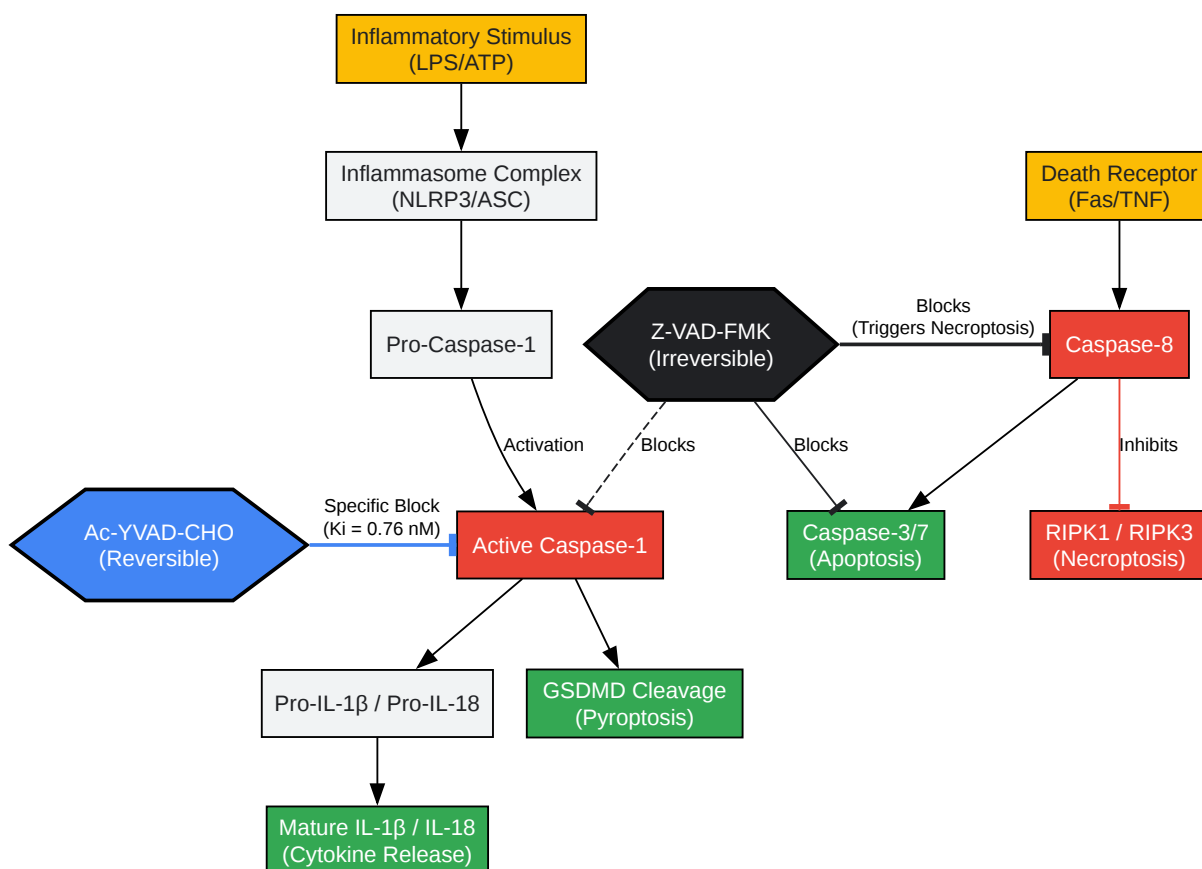 Inflammatory Stimulus
(LPS/ATP)
Inflammasome Complex
(NLRP3/ASC)
Death Receptor
(Fas/TNF)
Pro-Caspase-1
Z-VAD-FMK
(Irreversible)
Blocks
(Triggers Necroptosis)
Caspase-8
Activation
Blocks
Blocks
Inhibits
Ac-YVAD-CHO
(Reversible)
Specific Block
(Ki = 0.76 nM)
Active Caspase-1
Caspase-3/7
(Apoptosis)
RIPK1 / RIPK3
(Necroptosis)
Pro-IL-1β / Pro-IL-18
GSDMD Cleavage
(Pyroptosis)
Mature IL-1β / IL-18
(Cytokine Release)